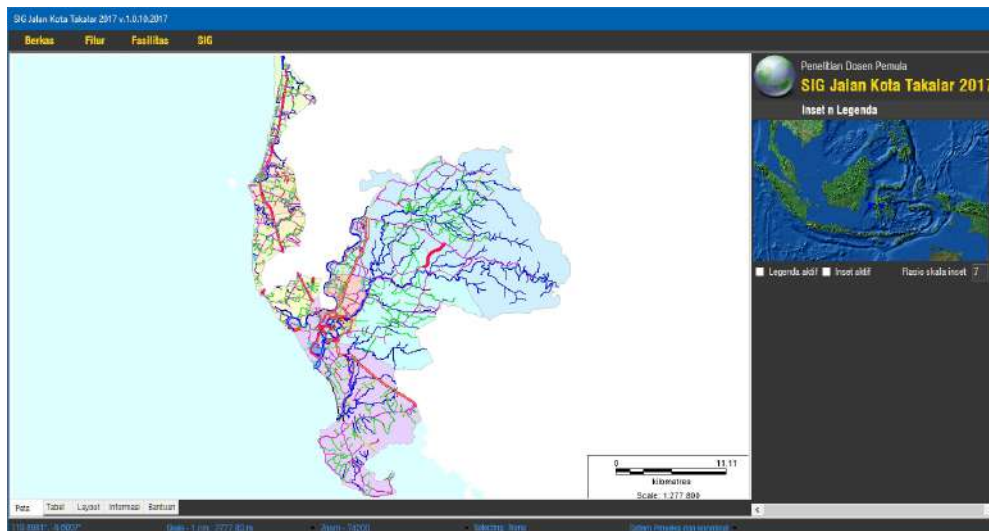 SIG Jalan Kota Takalar 2017 v.1.0.10.2017
Berkas Fitur Fasilitas SIG
Penelitian Dosen Pemula
SIG Jalan Kota Takalar 2017
Inset n Legenda
Legenda aktif Inset aktif Rasio skala inset 7
0 11.11
kilometres
Scale: 1:277.800
Peta Tabel Layout Informasi Bantuan